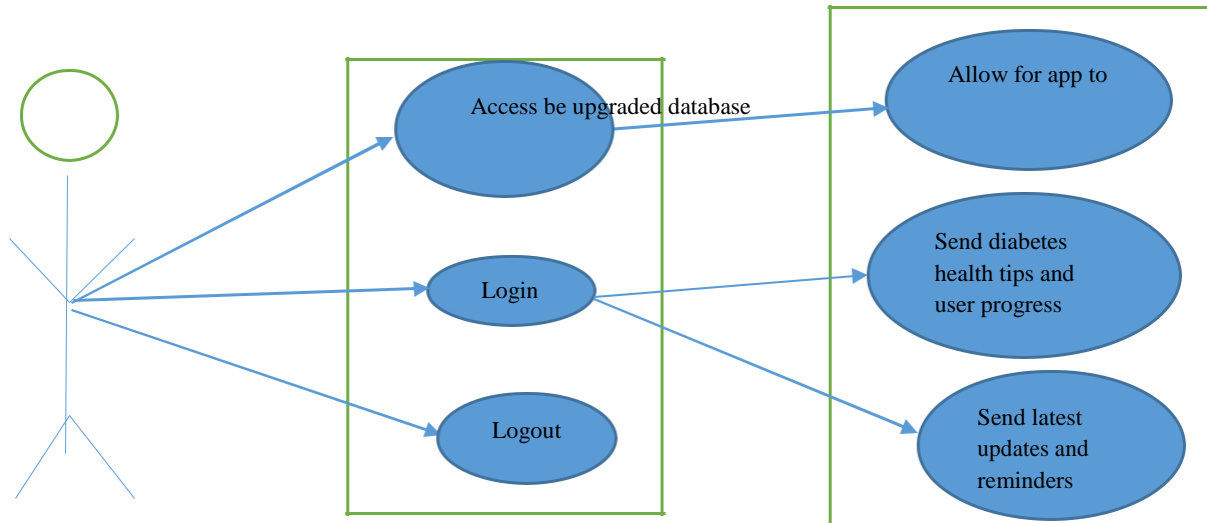 Allow for app to
Access be upgraded database
Send diabetes
health tips and
user progress
Login
Send latest
updates and
reminders
Logout